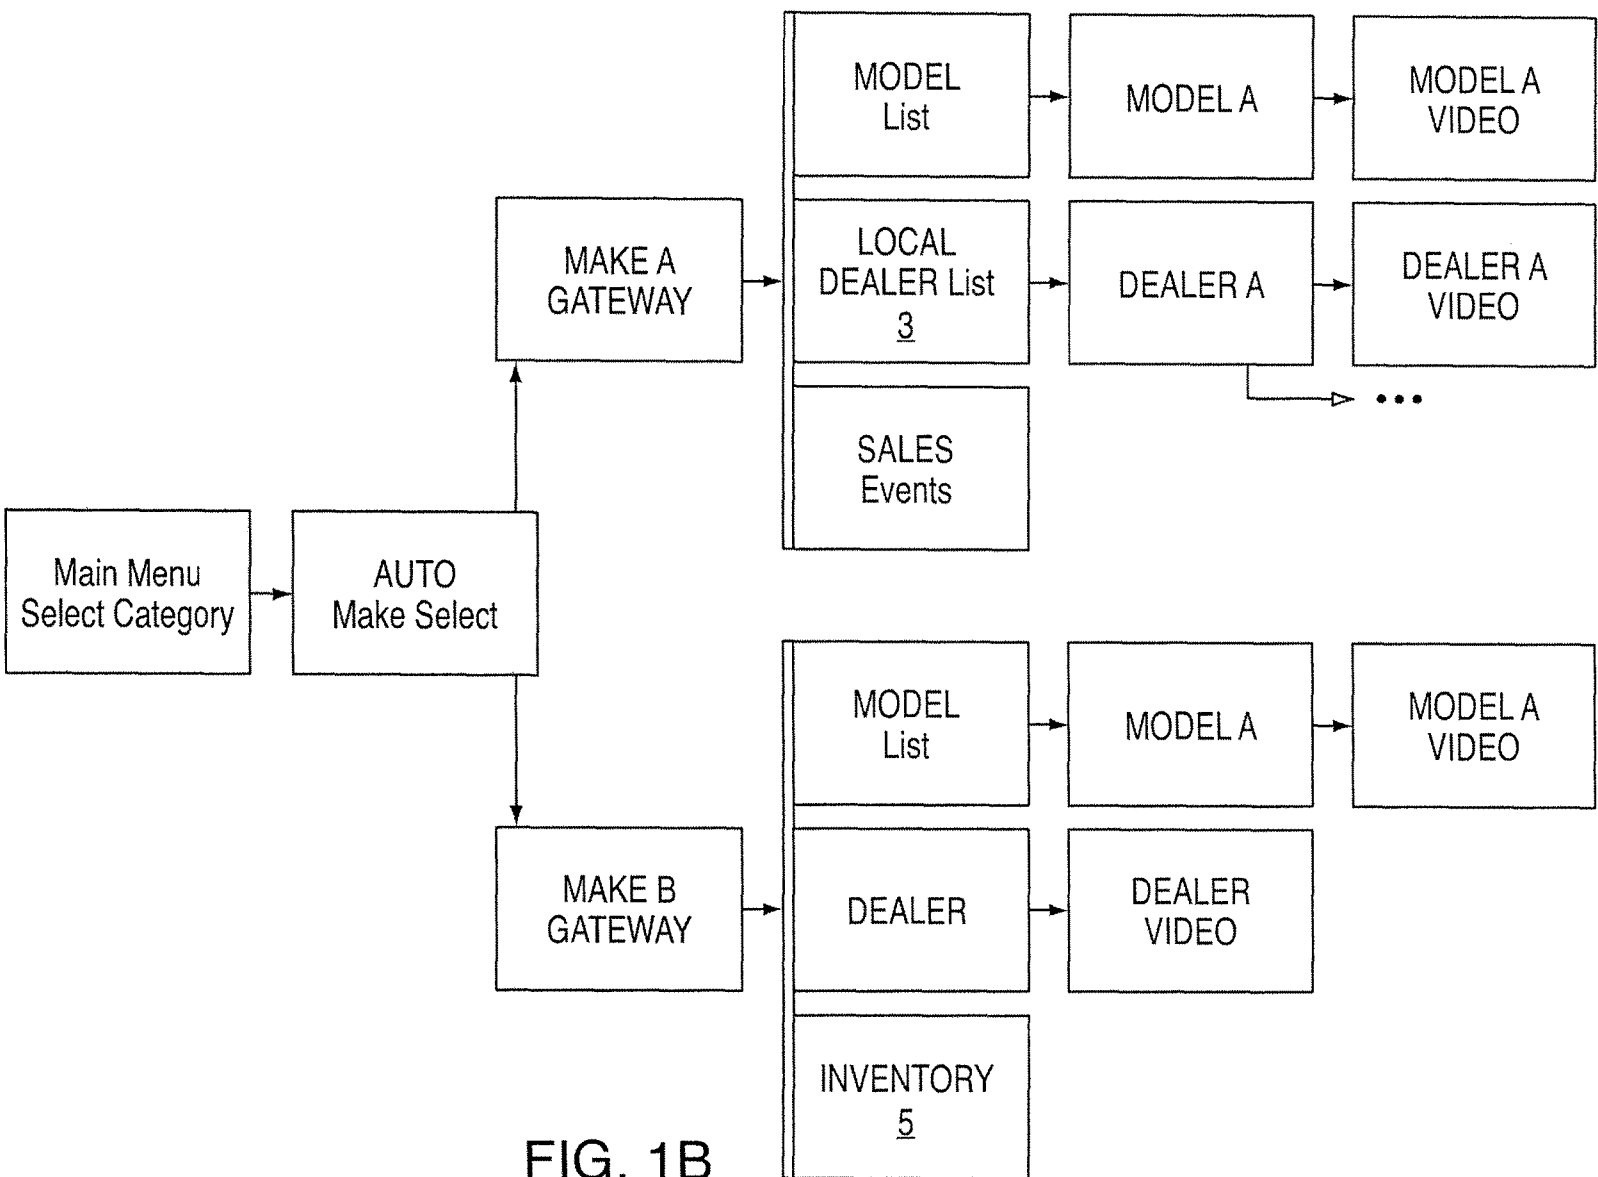 MODEL
List
MODEL A
MODEL A
VIDEO
MAKE A
GATEWAY
LOCAL
DEALER List
3
DEALER A
DEALER A
VIDEO
•••
SALES
Events
Main Menu
Select Category
AUTO
Make Select
MODEL
List
MODEL A
MODEL A
VIDEO
MAKE B
GATEWAY
DEALER
DEALER
VIDEO
INVENTORY
5
FIG. 1B